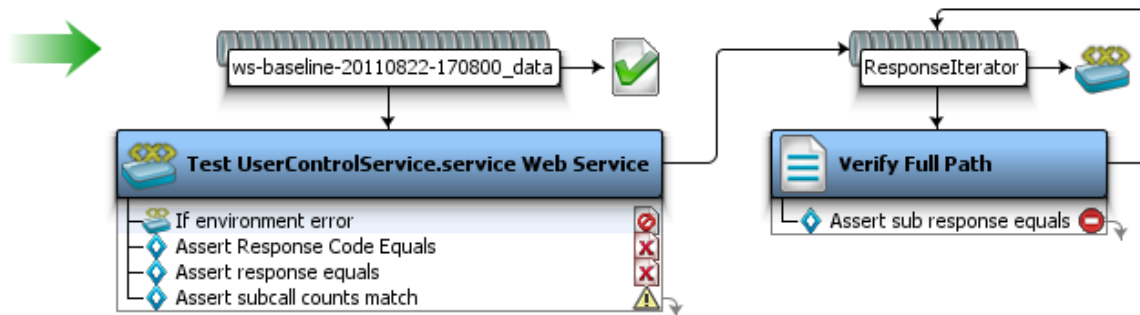 ws-baseline-20110822-170800_data
ResponseIterator
Test UserControlService.service Web Service
Verify Full Path
If environment error
Assert Response Code Equals
Assert response equals
Assert subcall counts match
Assert sub response equals